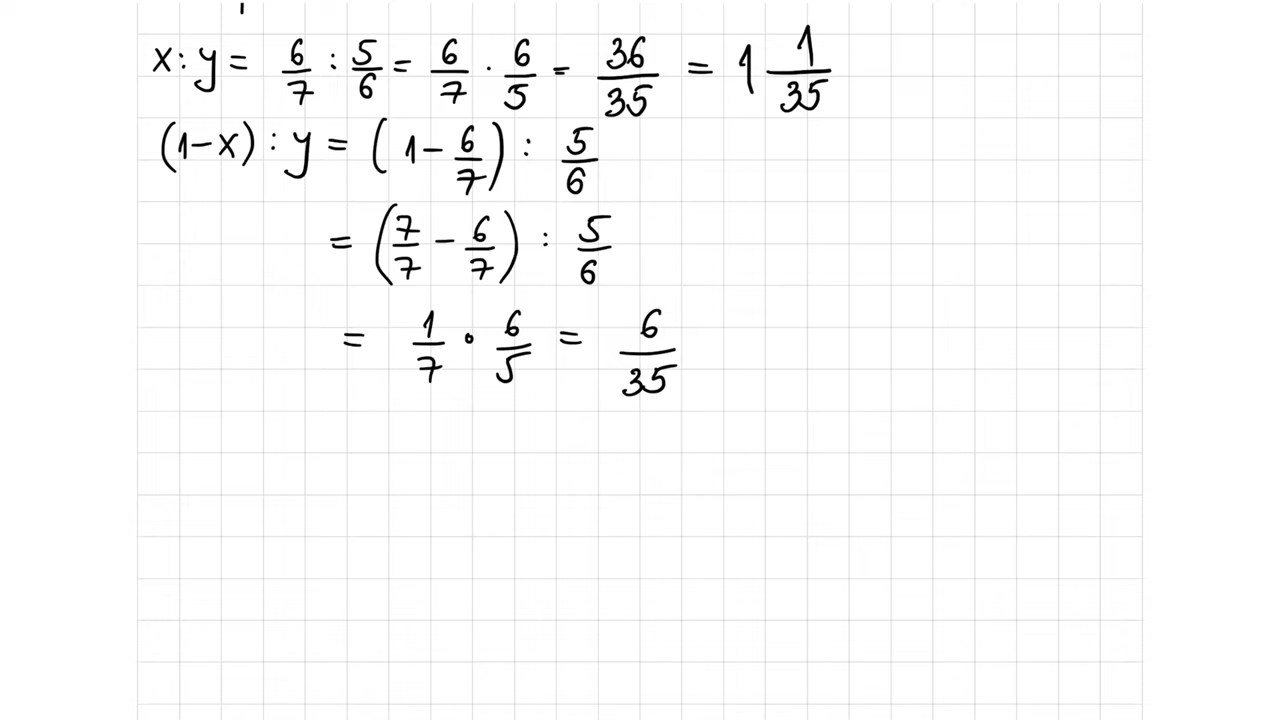 x : y = 6/7 : 5/6 = 6/7 · 6/5 = 36/35 = 1 1/35
(1-x) : y = (1 - 6/7) : 5/6
= (7/7 - 6/7) : 5/6
= 1/7 · 6/5 = 6/35